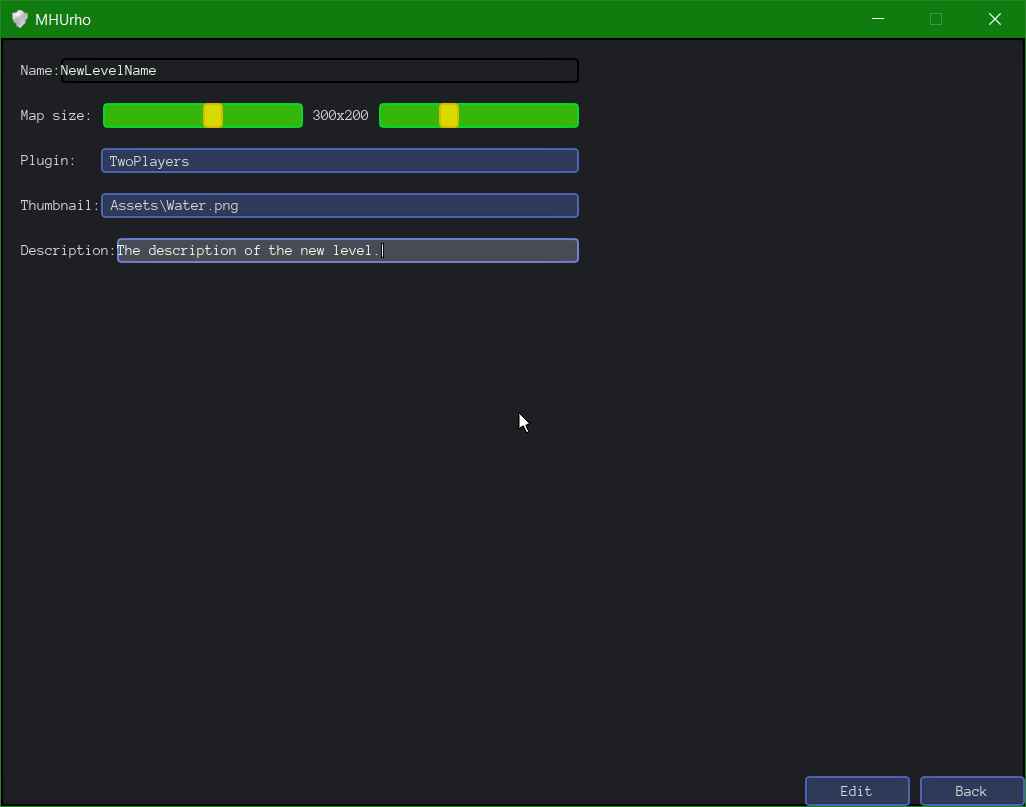 MHUrho
Name:NewLevelName
Map size: 300x200
Plugin: TwoPlayers
Thumbnail: Assets\Water.png
Description:The description of the new level.
Edit Back